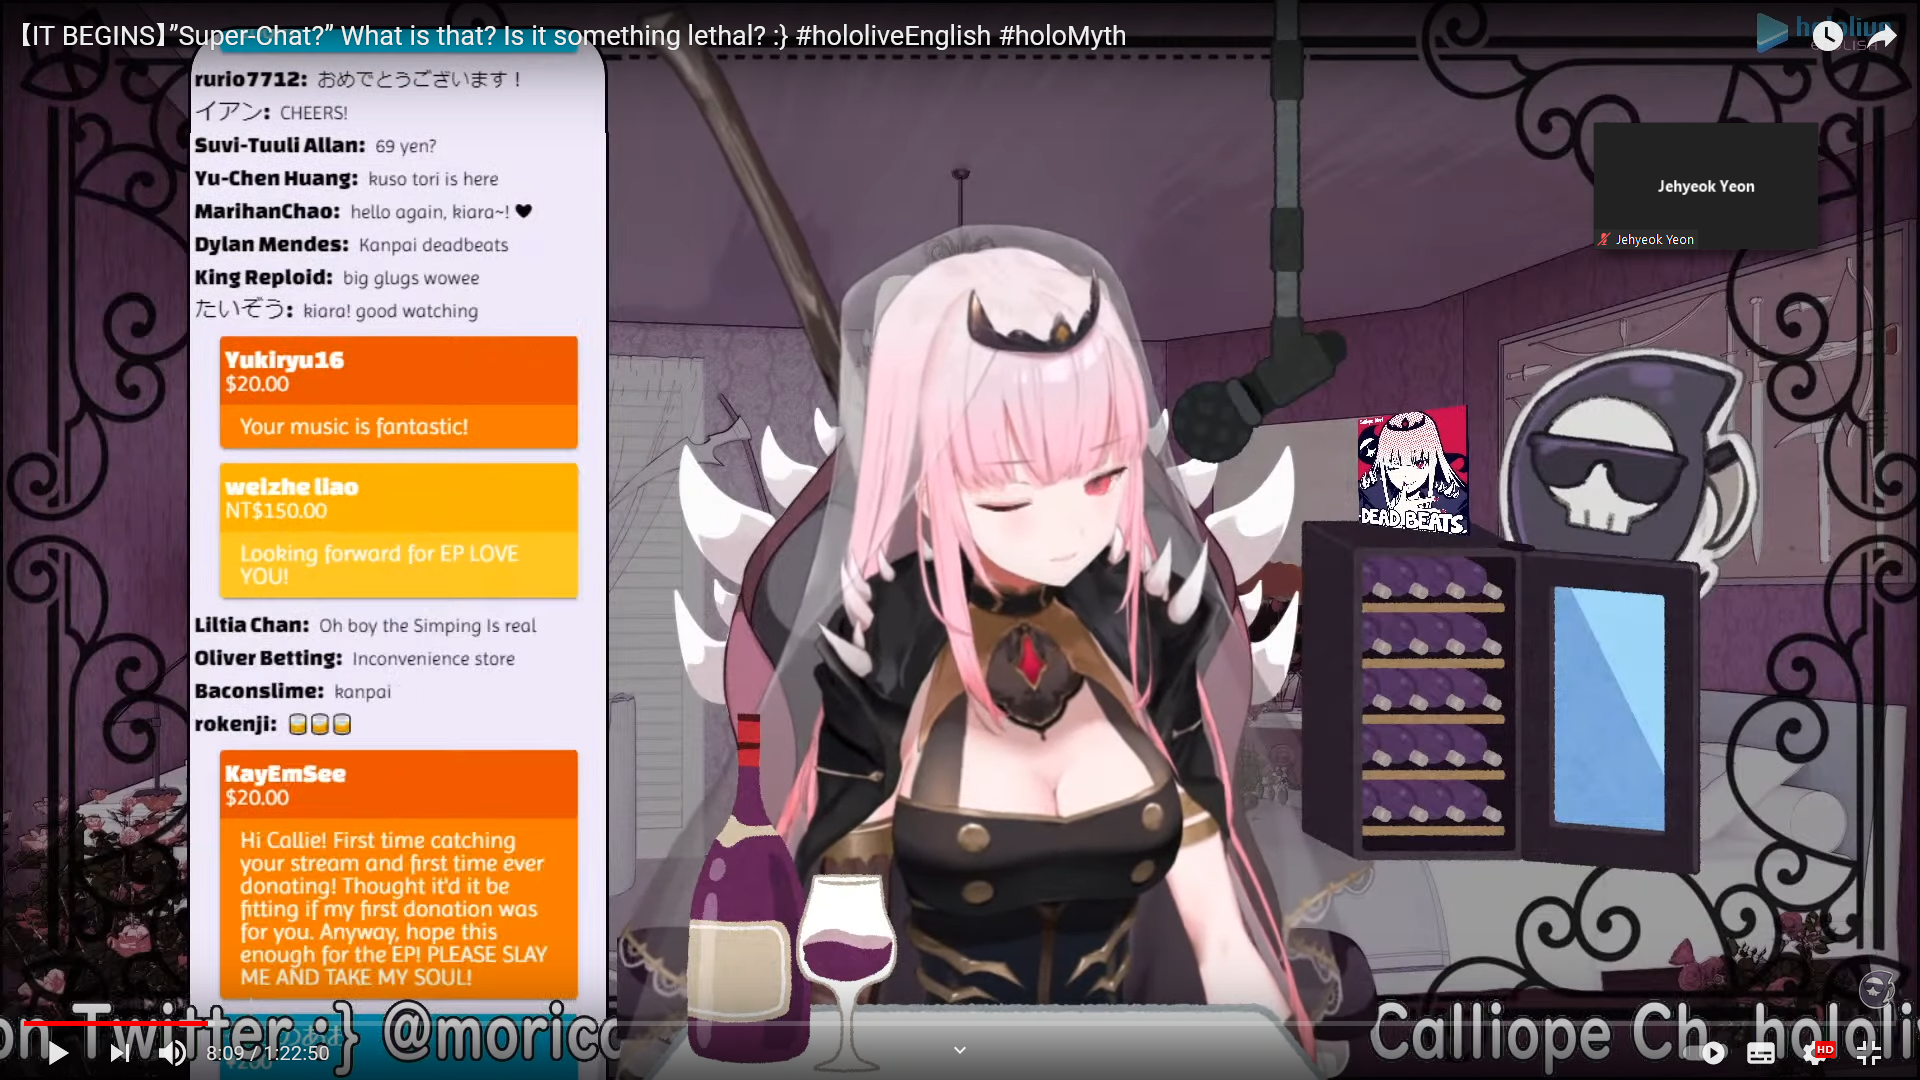 【IT BEGINS】”Super-Chat?” What is that? Is it something lethal? :} #hololiveEnglish #holoMyth
hololive
ENGLISH
rurio7712: おめでとうございます！
イアン: CHEERS!
Suvi-Tuuli Allan: 69 yen?
Yu-Chen Huang: kuso tori is here
MarihanChao: hello again, kiara~! 🖤
Dylan Mendes: Kanpai deadbeats
King Reploid: big glugs wowee
たいぞう: kiara! good watching
Yukiryu16
$20.00
Your music is fantastic!
weizhe liao
NT$150.00
Looking forward for EP LOVE
YOU!
Liltia Chan: Oh boy the Simping Is real
Oliver Betting: Inconvenience store
Baconslime: kanpai
rokenji: 🥃🥃🥃
KayEmSee
$20.00
Hi Callie! First time catching
your stream and first time ever
donating! Thought it'd it be
fitting if my first donation was
for you. Anyway, hope this
enough for the EP! PLEASE SLAY
ME AND TAKE MY SOUL!
Jehyeok Yeon
Jehyeok Yeon
DEAD BEATS
on Twitter :} @moricc
Calliope Ch. hololi
8:09 / 1:22:50
HD